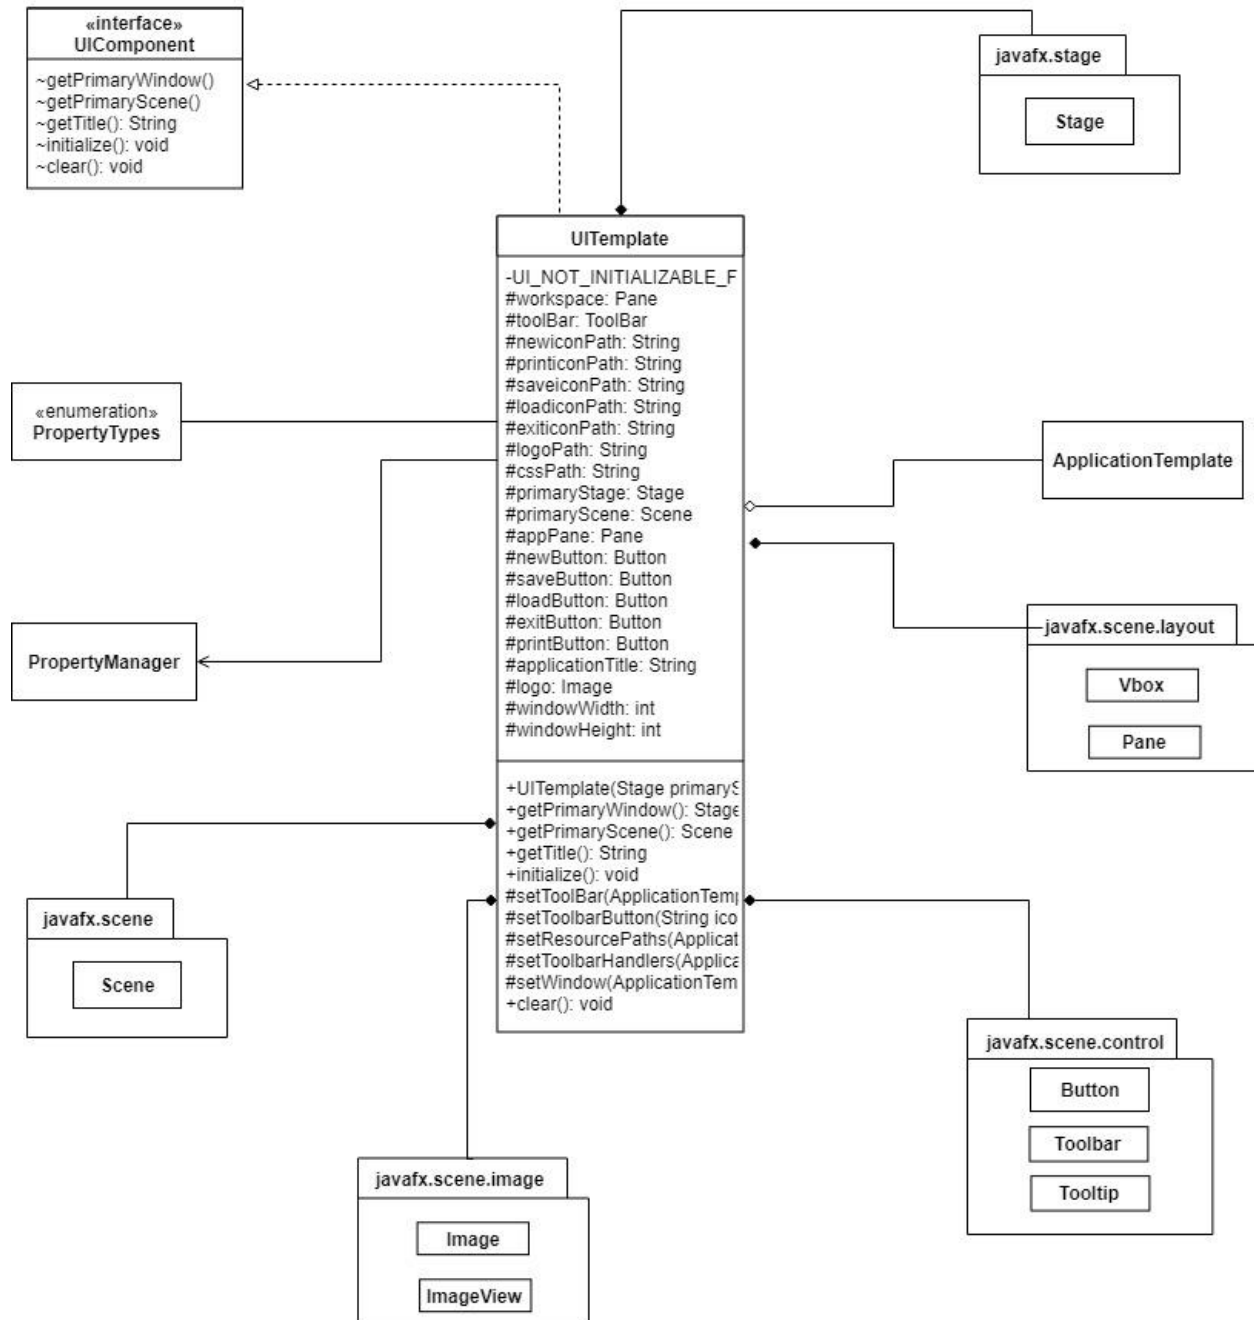 «interface»
UIComponent
~getPrimaryWindow()
~getPrimaryScene()
~getTitle(): String
~initialize(): void
~clear(): void
javafx.stage
Stage
UITemplate
-UI_NOT_INITIALIZABLE_F
#workspace: Pane
#toolBar: ToolBar
#newiconPath: String
#printiconPath: String
#saveiconPath: String
#loadiconPath: String
#exiticonPath: String
#logoPath: String
#cssPath: String
#primaryStage: Stage
#primaryScene: Scene
#appPane: Pane
#newButton: Button
#saveButton: Button
#loadButton: Button
#exitButton: Button
#printButton: Button
#applicationTitle: String
#logo: Image
#windowWidth: int
#windowHeight: int
+UITemplate(Stage primaryS
+getPrimaryWindow(): Stage
+getPrimaryScene(): Scene
+getTitle(): String
+initialize(): void
#setToolBar(ApplicationTemp
#setToolbarButton(String ico
#setResourcePaths(Applicat
#setToolbarHandlers(Applica
#setWindow(ApplicationTem
+clear(): void
«enumeration»
PropertyTypes
PropertyManager
ApplicationTemplate
javafx.scene.layout
Vbox
Pane
javafx.scene
Scene
javafx.scene.control
Button
Toolbar
Tooltip
javafx.scene.image
Image
ImageView